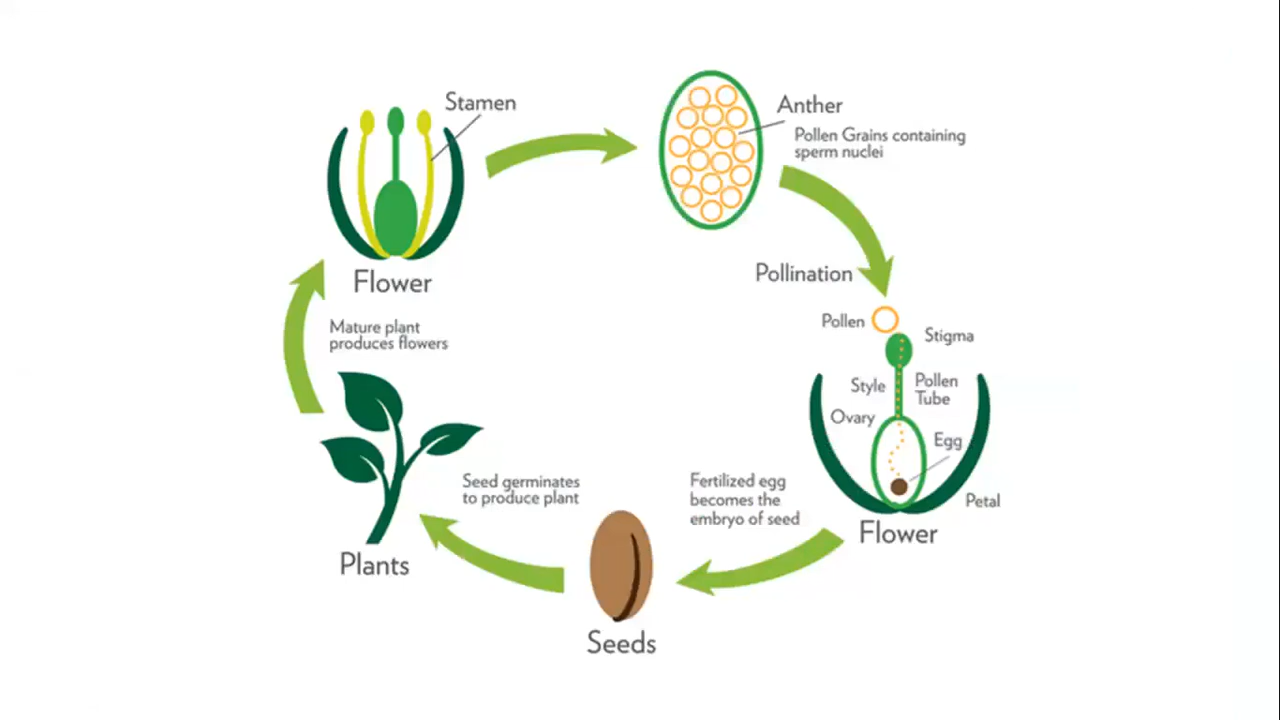 Stamen
Anther
Pollen Grains containing
sperm nuclei
Flower
Pollination
Pollen
Stigma
Style
Pollen
Tube
Ovary
Egg
Petal
Flower
Fertilized egg
becomes the
embryo of seed
Seeds
Seed germinates
to produce plant
Plants
Mature plant
produces flowers